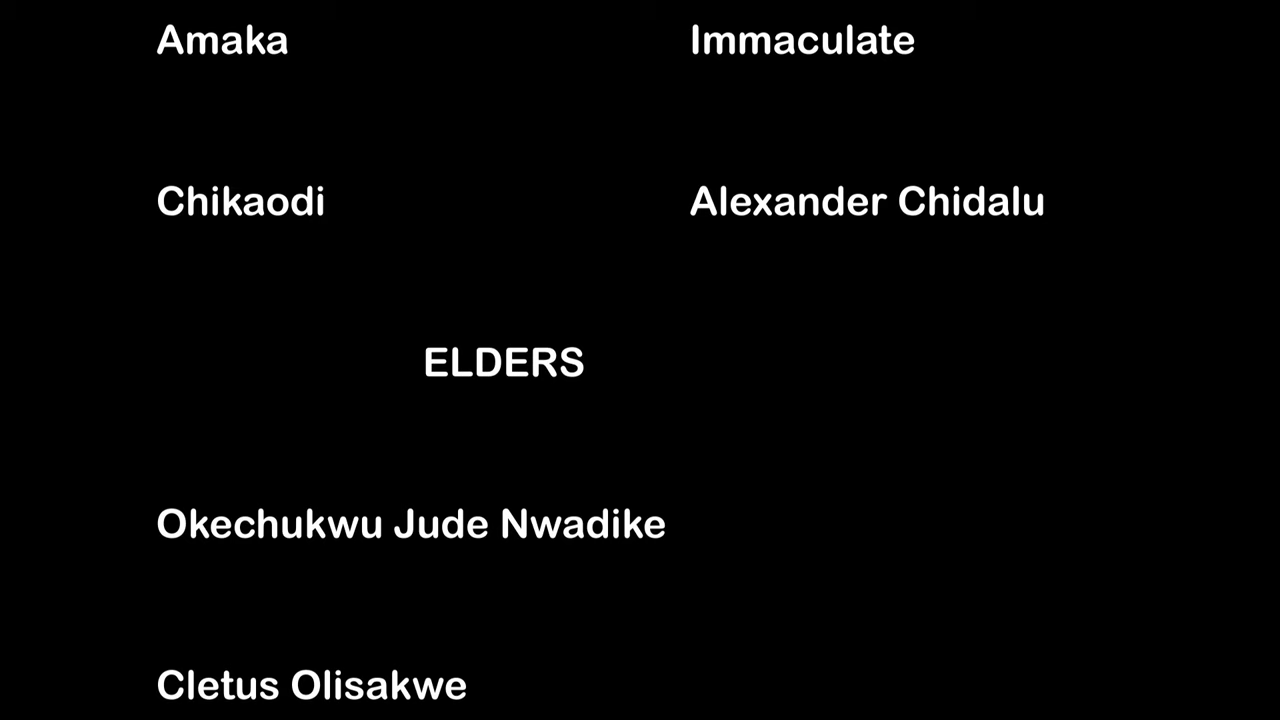 Amaka Immaculate
Chikaodi Alexander Chidalu
ELDERS
Okechukwu Jude Nwadike
Cletus Olisakwe